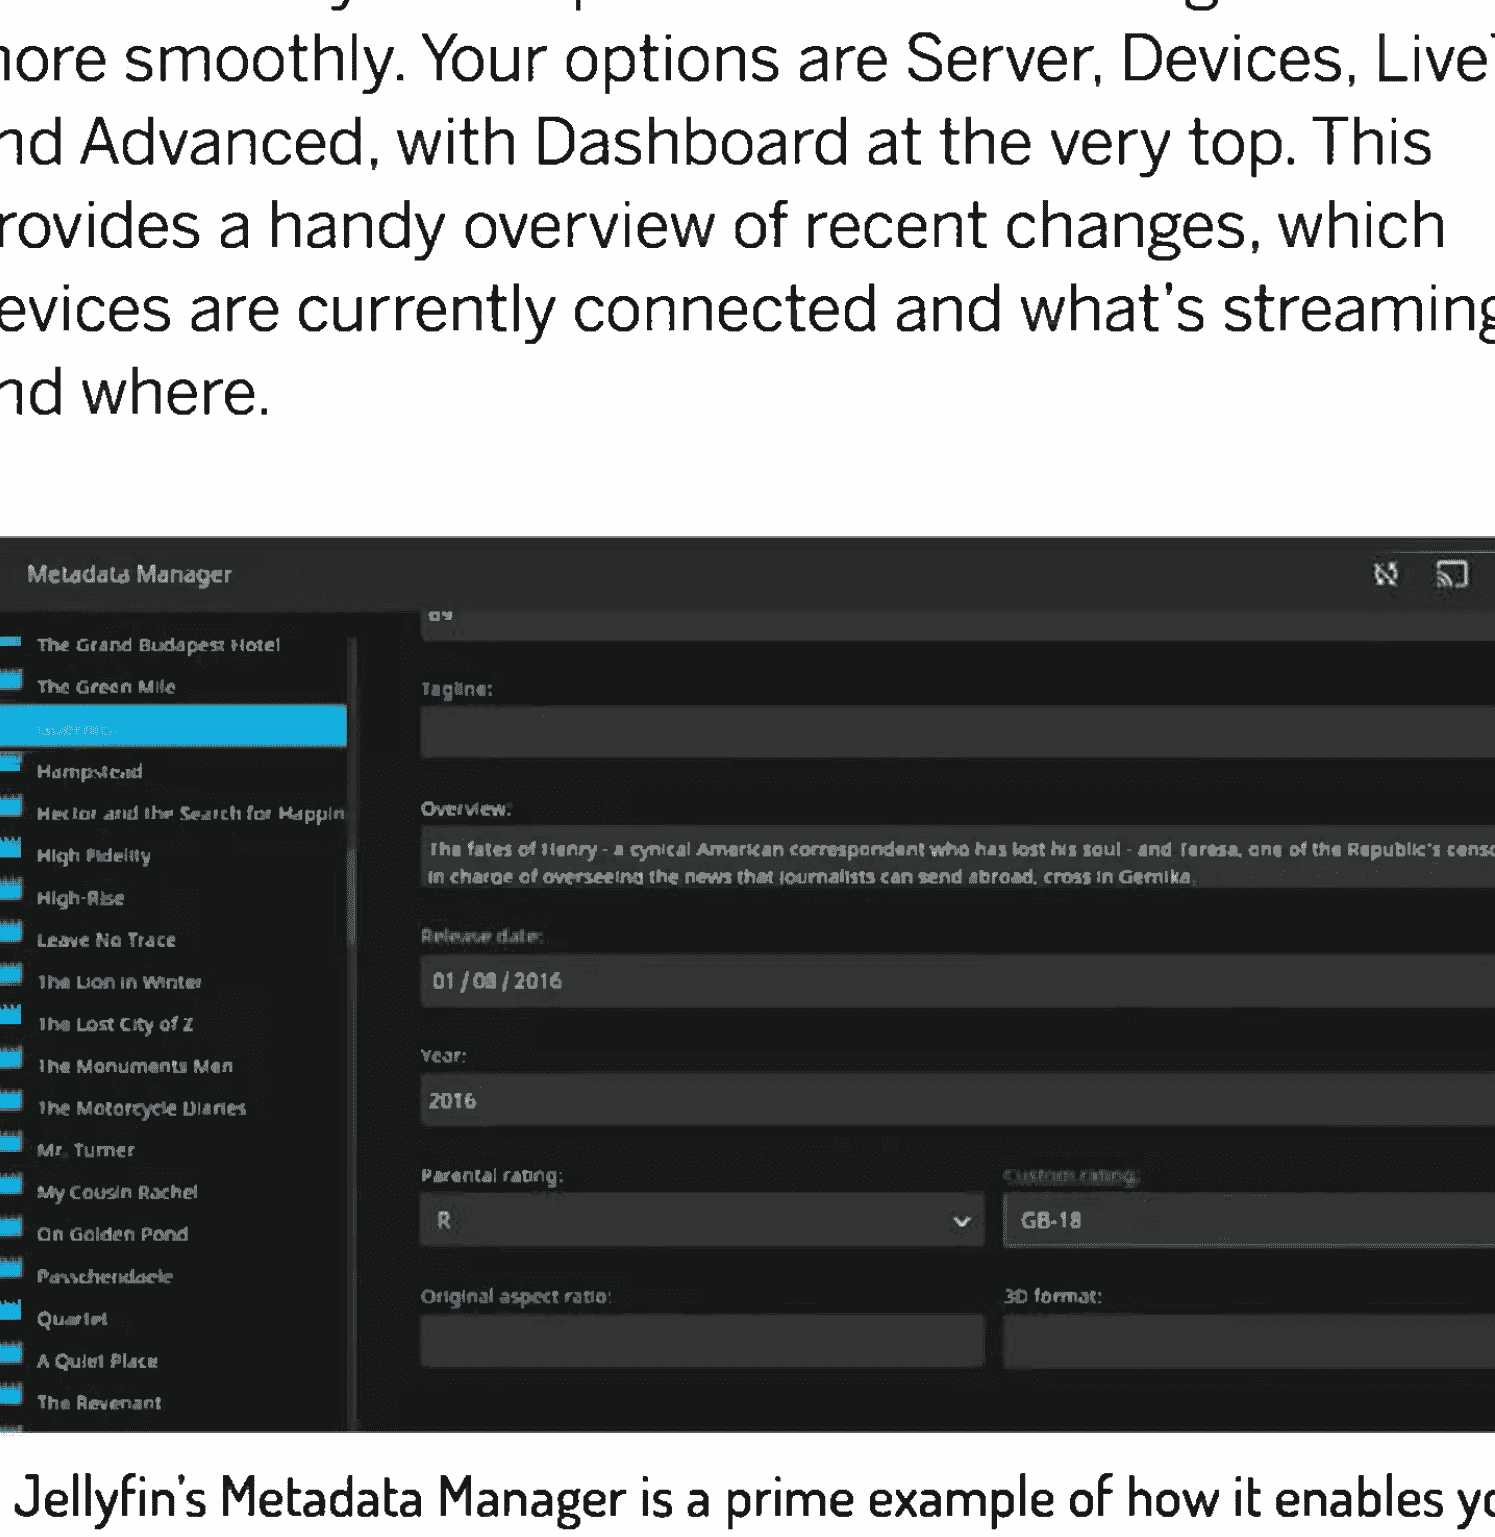 more smoothly. Your options are Server, Devices, Live
nd Advanced, with Dashboard at the very top. This
rovides a handy overview of recent changes, which
evices are currently connected and what's streaming
nd where.
Metadata Manager
The Grand Budapest Hotel
The Green Mile
Hampstead
Hector and the Search for Happin
High Fidelity
High-Rise
Leave No Trace
The Lion in Winter
The Lost City of Z
The Monuments Men
The Motorcycle Diaries
Mr. Turner
My Cousin Rachel
On Golden Pond
Passchendaele
Quartet
A Quiet Place
The Revenant
Tagline:
Overview:
The fates of Henry - a cynical American correspondent who has lost his soul - and Teresa, one of the Republic's censo
in charge of overseeing the news that journalists can send abroad, cross in Gernika.
Release date:
01 / 08 / 2016
Year:
2016
Parental rating:
Custom rating:
R
GB-18
Original aspect ratio:
3D format:
Jellyfin's Metadata Manager is a prime example of how it enables yo